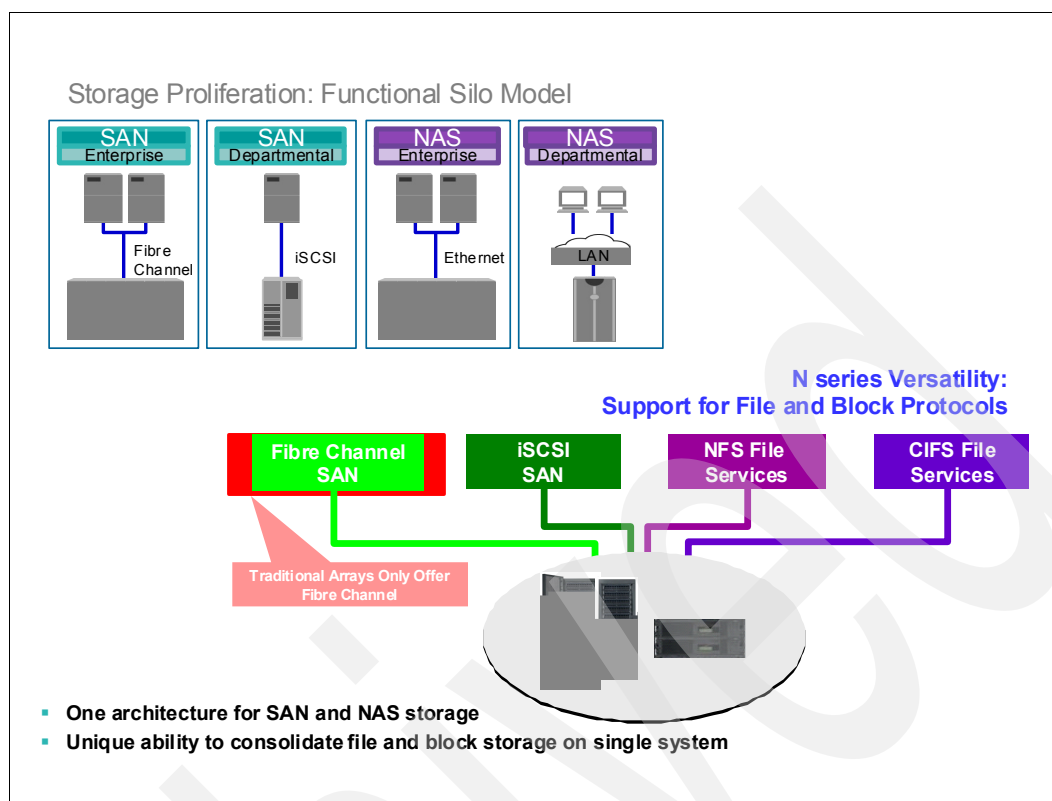 Storage Proliferation: Functional Silo Model
SAN
Enterprise
Fibre
Channel
SAN
Departmental
iSCSI
NAS
Enterprise
Ethernet
NAS
Departmental
LAN
N series Versatility:
Support for File and Block Protocols
Fibre Channel
SAN
iSCSI
SAN
NFS File
Services
CIFS File
Services
Traditional Arrays Only Offer
Fibre Channel
One architecture for SAN and NAS storage
Unique ability to consolidate file and block storage on single system